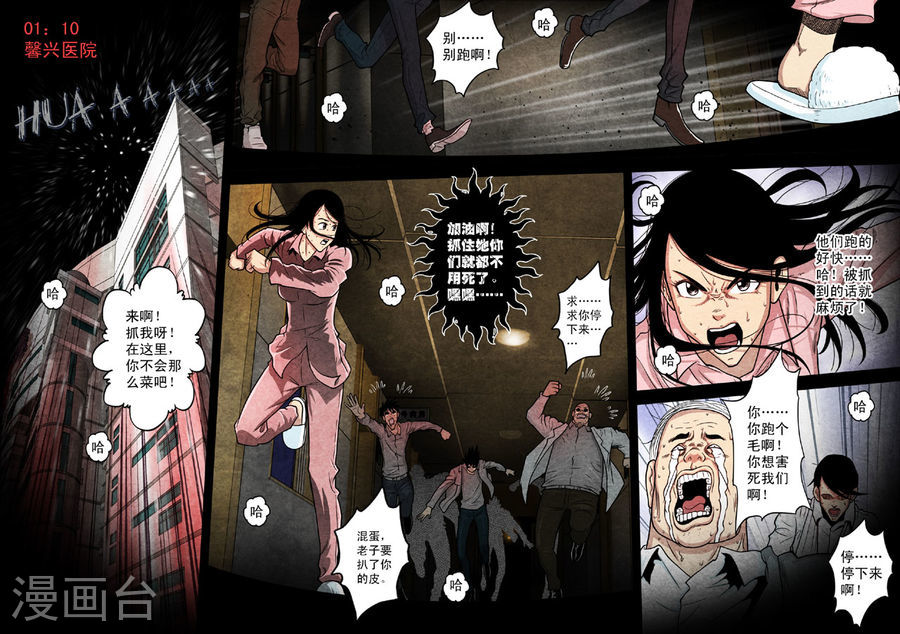 01：10
馨兴医院
HUA A A A A A
哈
别……
别跑啊！
哈
哈
哈
来啊！
抓我呀！
在这里，
你不会那
么菜吧！
哈
哈
加油啊！
抓住她你
们就都不
用死了。
嘿嘿……
哈
求……
求你停
下来…
…
哈
混蛋，
老子要
扒了你
的皮。
哈
哈
他们跑的
好快……
哈！被抓
到的话就
麻烦了！
哈
哈
你……
你跑个
毛啊！
你想害
死我们
啊！
停……
停下来
啊！
漫画台